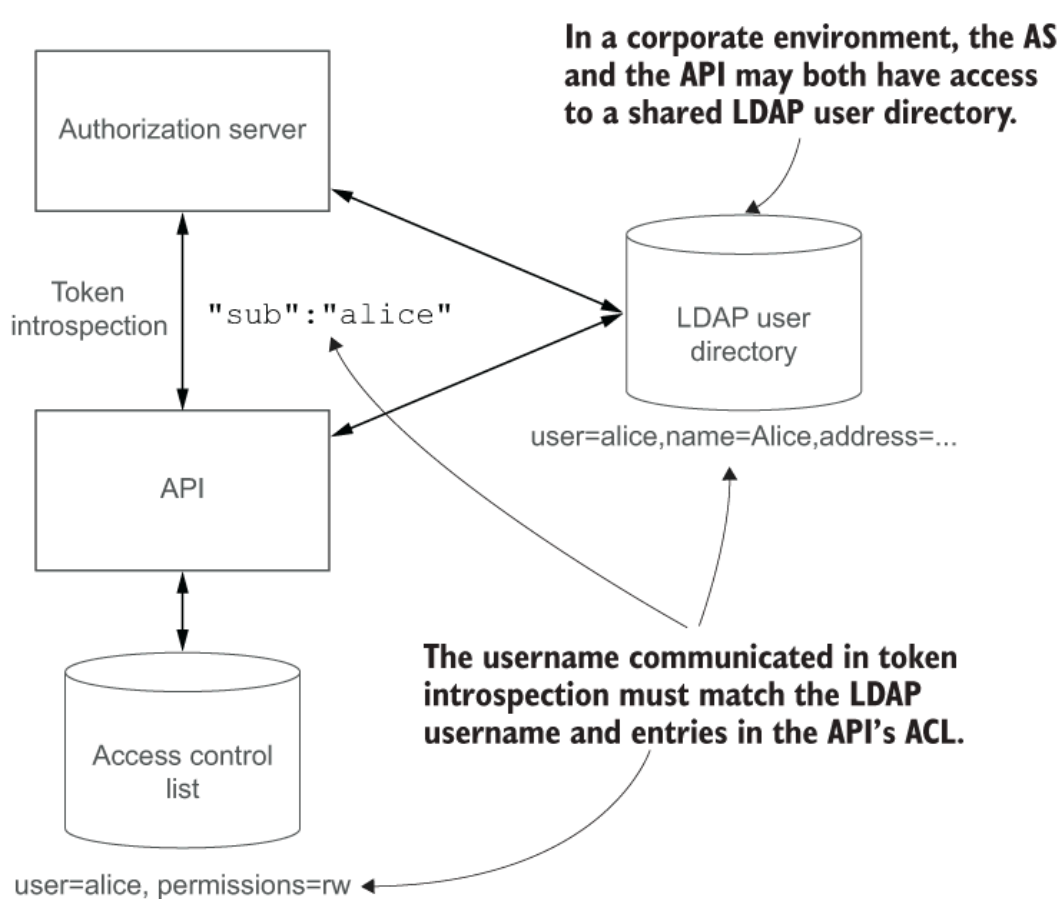 In a corporate environment, the AS
and the API may both have access
to a shared LDAP user directory.
Authorization server
Token
introspection
"sub":"alice"
LDAP user
directory
user=alice,name=Alice,address=...
API
The username communicated in token
introspection must match the LDAP
username and entries in the API’s ACL.
Access control
list
user=alice, permissions=rw